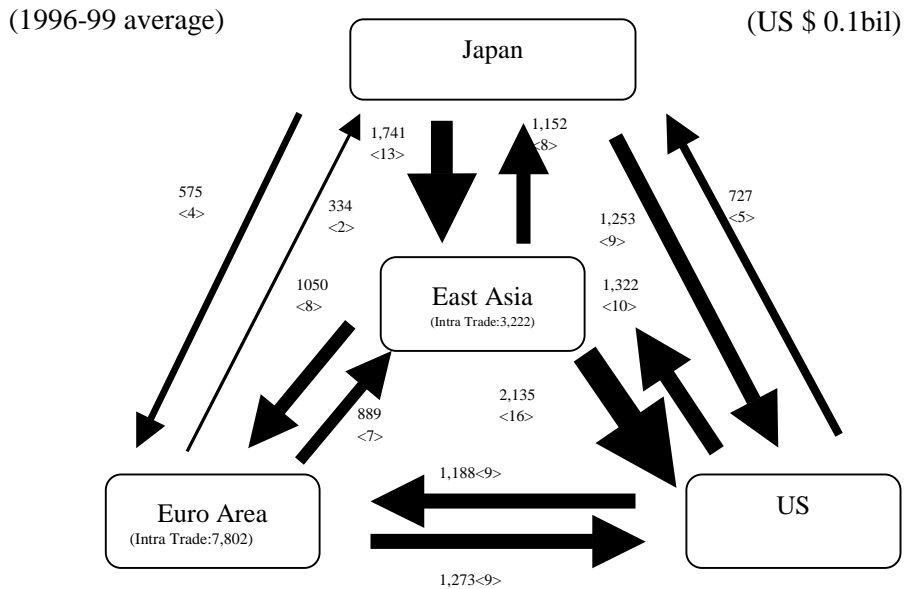 (1996-99 average)
(US $ 0.1bil)
Japan
1,741
<13>
1,152
<8>
575
<4>
334
<2>
1,253
<9>
727
<5>
1050
<8>
East Asia
(Intra Trade:3,222)
1,322
<10>
889
<7>
2,135
<16>
1,188<9>
Euro Area
(Intra Trade:7,802)
US
1,273<9>